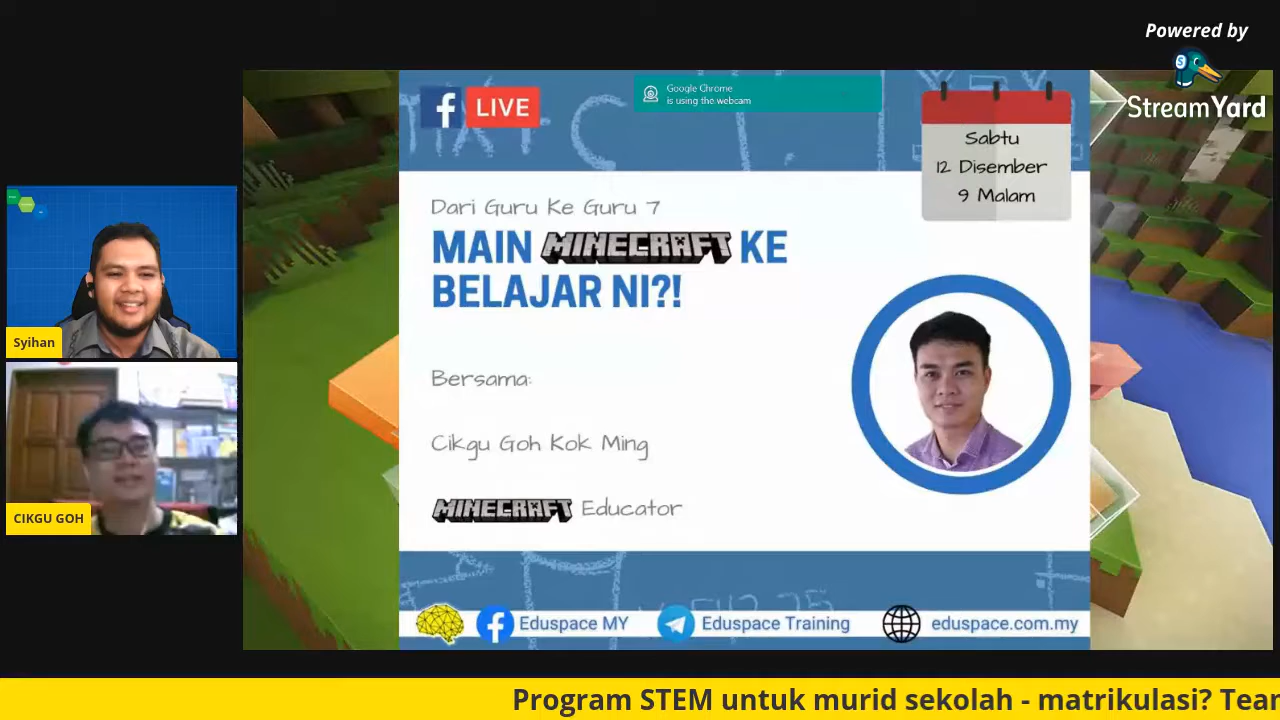 Powered by
StreamYard
Google Chrome
is using the webcam
LIVE
Sabtu
12 Disember
9 Malam
Dari Guru Ke Guru 7
MAIN MINECRAFT KE
BELAJAR NI?!
Bersama:
Cikgu Goh Kok Ming
MINECRAFT Educator
Syihan
CIKGU GOH
Eduspace MY
Eduspace Training
eduspace.com.my
Program STEM untuk murid sekolah - matrikulasi? Tear